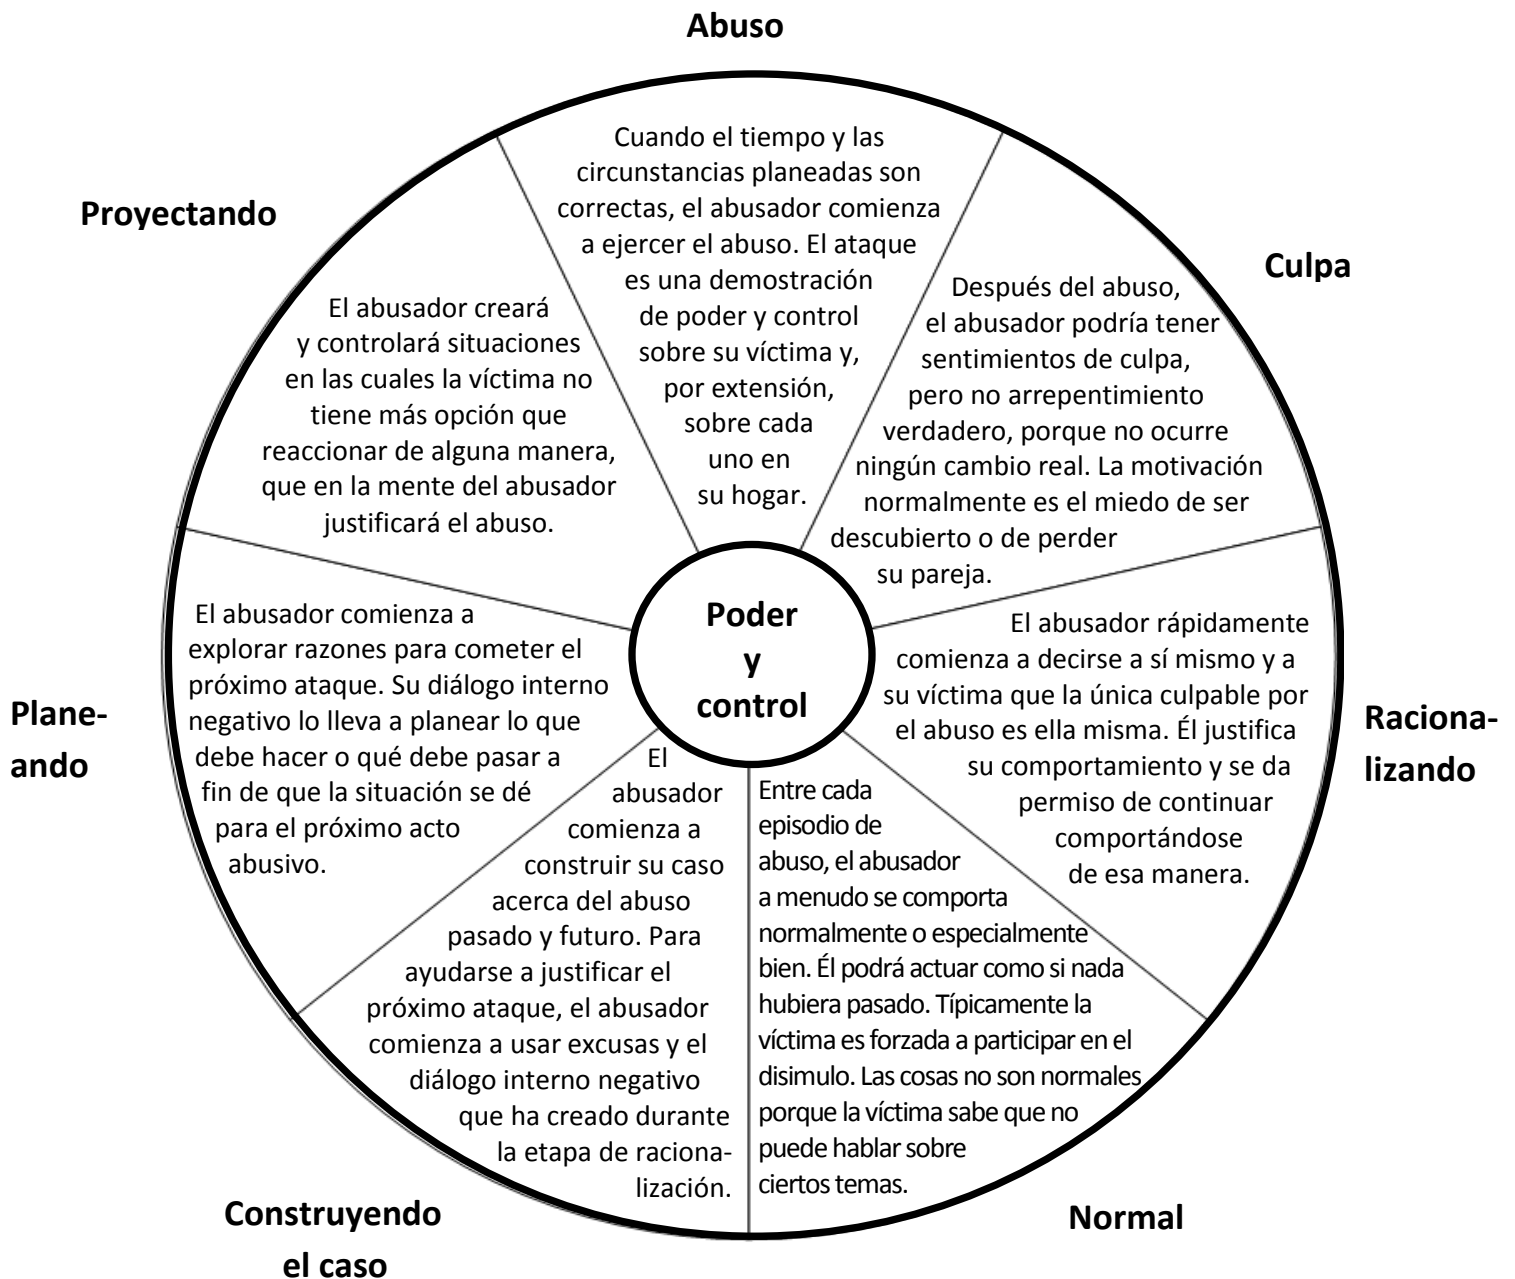 Abuso
Cuando el tiempo y las
circunstancias planeadas son
correctas, el abusador comienza
a ejercer el abuso. El ataque
es una demostración
de poder y control
sobre su víctima y,
por extensión,
sobre cada
uno en
su hogar.
Culpa
Después del abuso,
el abusador podría tener
sentimientos de culpa,
pero no arrepentimiento
verdadero, porque no ocurre
ningún cambio real. La motivación
normalmente es el miedo de ser
descubierto o de perder
su pareja.
Raciona-
lizando
El abusador rápidamente
comienza a decirse a sí mismo y a
su víctima que la única culpable por
el abuso es ella misma. Él justifica
su comportamiento y se da
permiso de continuar
comportándose
de esa manera.
Normal
Entre cada
episodio de
abuso, el abusador
a menudo se comporta
normalmente o especialmente
bien. Él podrá actuar como si nada
hubiera pasado. Típicamente la
víctima es forzada a participar en el
disimulo. Las cosas no son normales
porque la víctima sabe que no
puede hablar sobre
ciertos temas.
Construyendo
el caso
El
abusador
comienza a
construir su caso
acerca del abuso
pasado y futuro. Para
ayudarse a justificar el
próximo ataque, el abusador
comienza a usar excusas y el
diálogo interno negativo
que ha creado durante
la etapa de raciona-
lización.
Plane-
ando
El abusador comienza a
explorar razones para cometer el
próximo ataque. Su diálogo interno
negativo lo lleva a planear lo que
debe hacer o qué debe pasar a
fin de que la situación se dé
para el próximo acto
abusivo.
Proyectando
El abusador creará
y controlará situaciones
en las cuales la víctima no
tiene más opción que
reaccionar de alguna manera,
que en la mente del abusador
justificará el abuso.
Poder
y
control